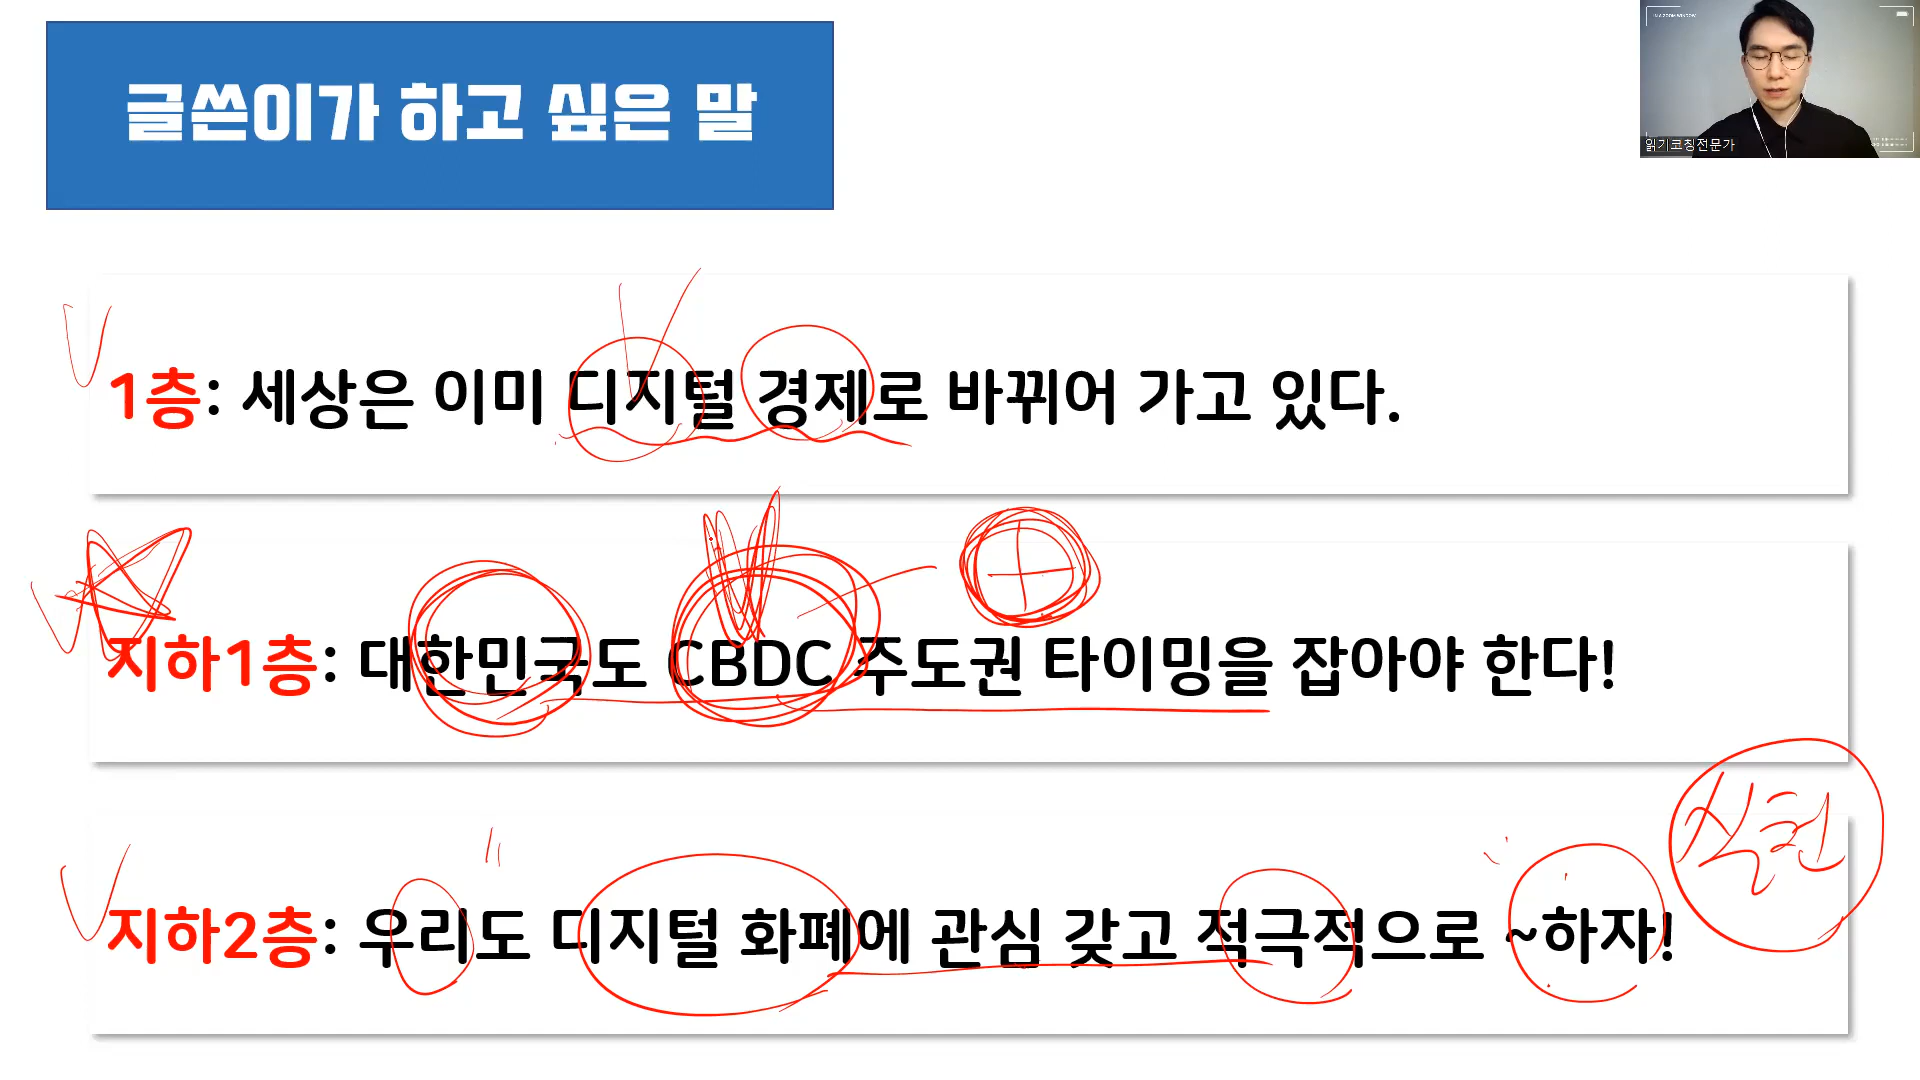 글쓴이가 하고 싶은 말
읽기코칭전문가
1층: 세상은 이미 디지털 경제로 바뀌어 가고 있다.
지하1층: 대한민국도 CBDC 주도권 타이밍을 잡아야 한다!
실천
지하2층: 우리도 디지털 화폐에 관심 갖고 적극적으로 ~하자!